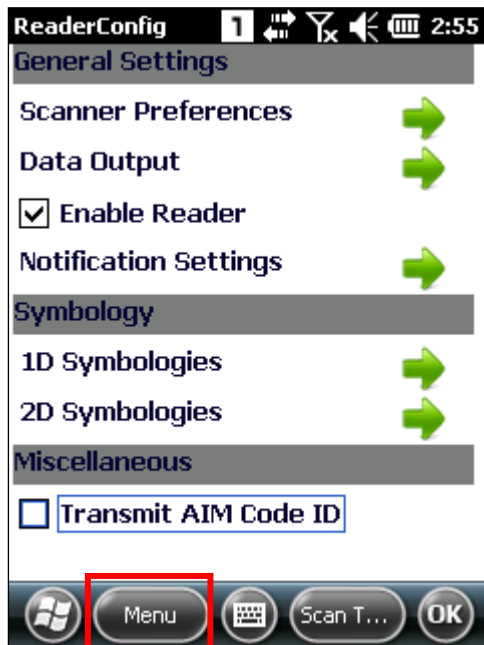 ReaderConfig 1 2:55
General Settings
Scanner Preferences
Data Output
Enable Reader
Notification Settings
Symbology
1D Symbologies
2D Symbologies
Miscellaneous
Transmit AIM Code ID
Menu Scan T... OK